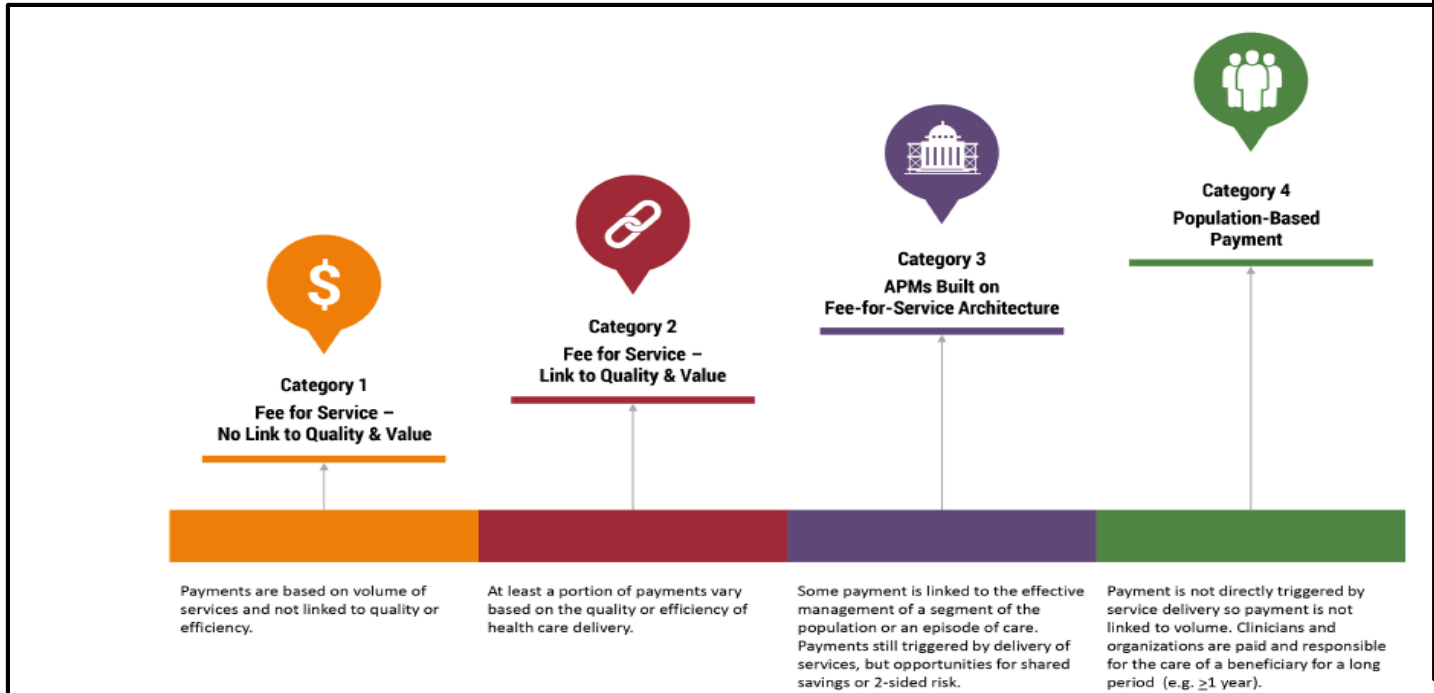 $
Category 1
Fee for Service –
No Link to Quality & Value
Category 2
Fee for Service –
Link to Quality & Value
Category 3
APMs Built on
Fee-for-Service Architecture
Category 4
Population-Based
Payment
Payments are based on volume of
services and not linked to quality or
efficiency.
At least a portion of payments vary
based on the quality or efficiency of
health care delivery.
Some payment is linked to the effective
management of a segment of the
population or an episode of care.
Payments still triggered by delivery of
services, but opportunities for shared
savings or 2-sided risk.
Payment is not directly triggered by
service delivery so payment is not
linked to volume. Clinicians and
organizations are paid and responsible
for the care of a beneficiary for a long
period (e.g. ≥1 year).